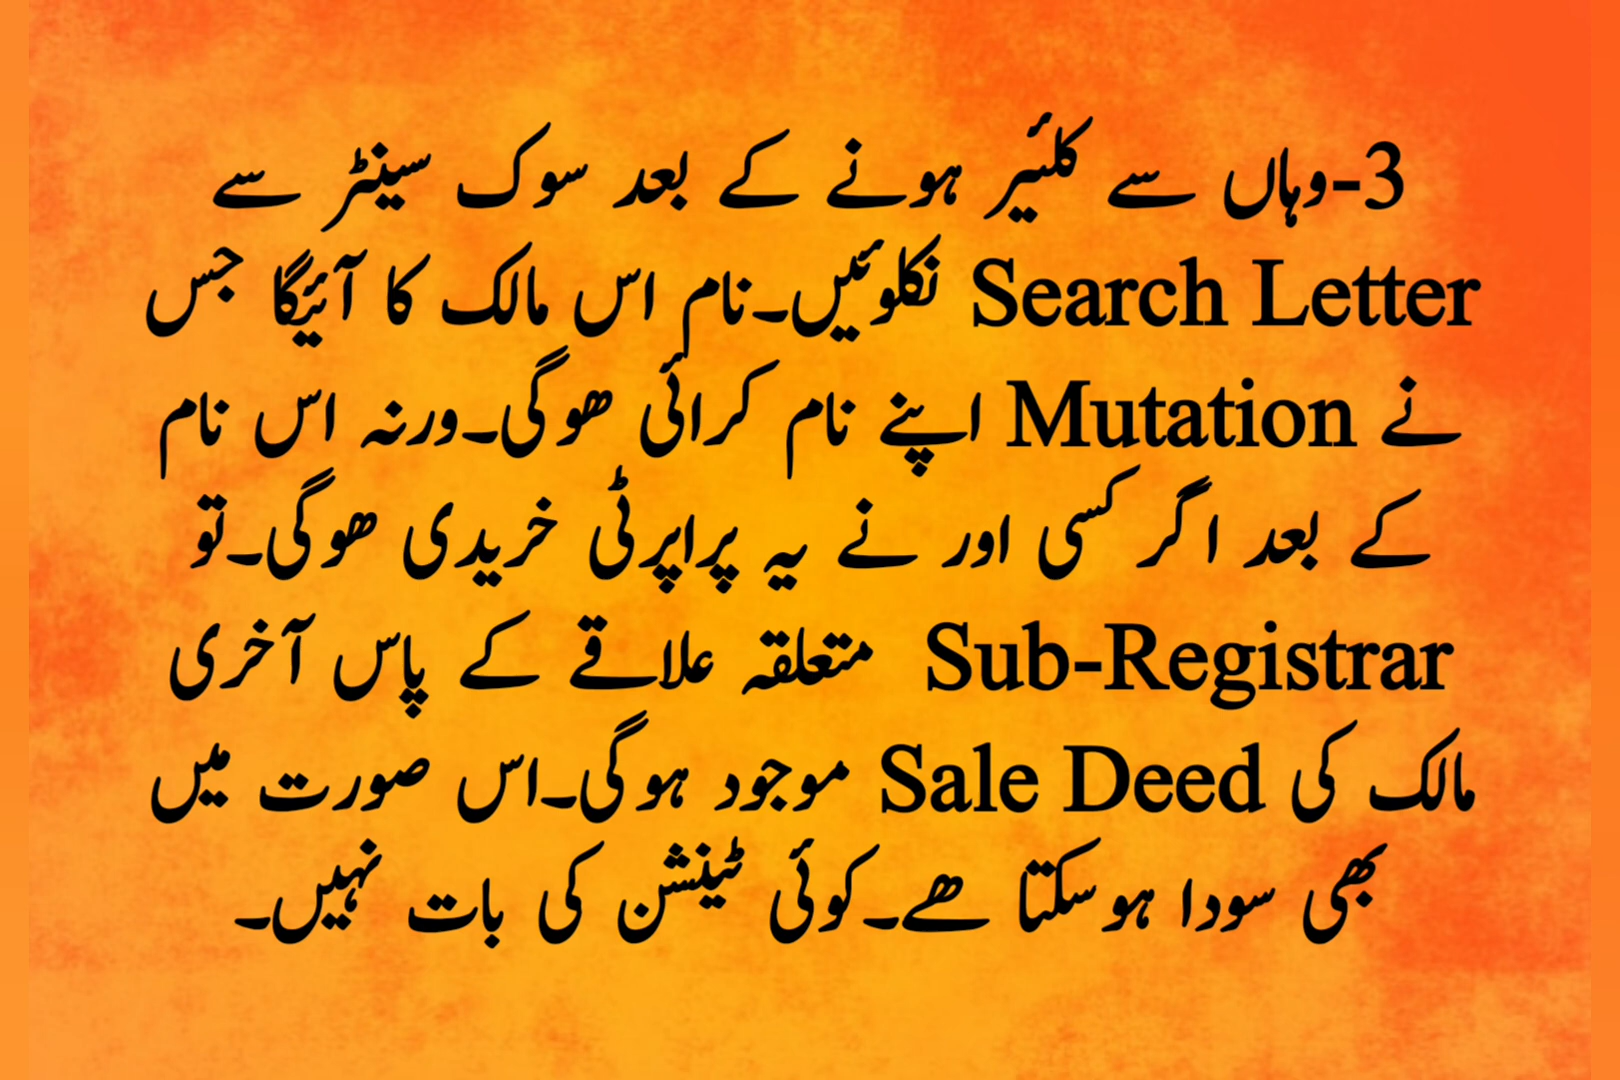 3-وہاں سے کلئیر ہونے کے بعد سوک سینٹر سے
Search Letter نکلوئیں۔نام اس مالک کا آئیگا جس
نے Mutation اپنے نام کرائی ھوگی۔ورنہ اس نام
کے بعد اگر کسی اور نے یہ پراپرٹی خریدی ھوگی۔تو
Sub-Registrar متعلقہ علاقے کے پاس آخری
مالک کی Sale Deed موجود ہوگی۔اس صورت میں
بھی سودا ہوسکتا ھے۔کوئی ٹینشن کی بات نہیں۔